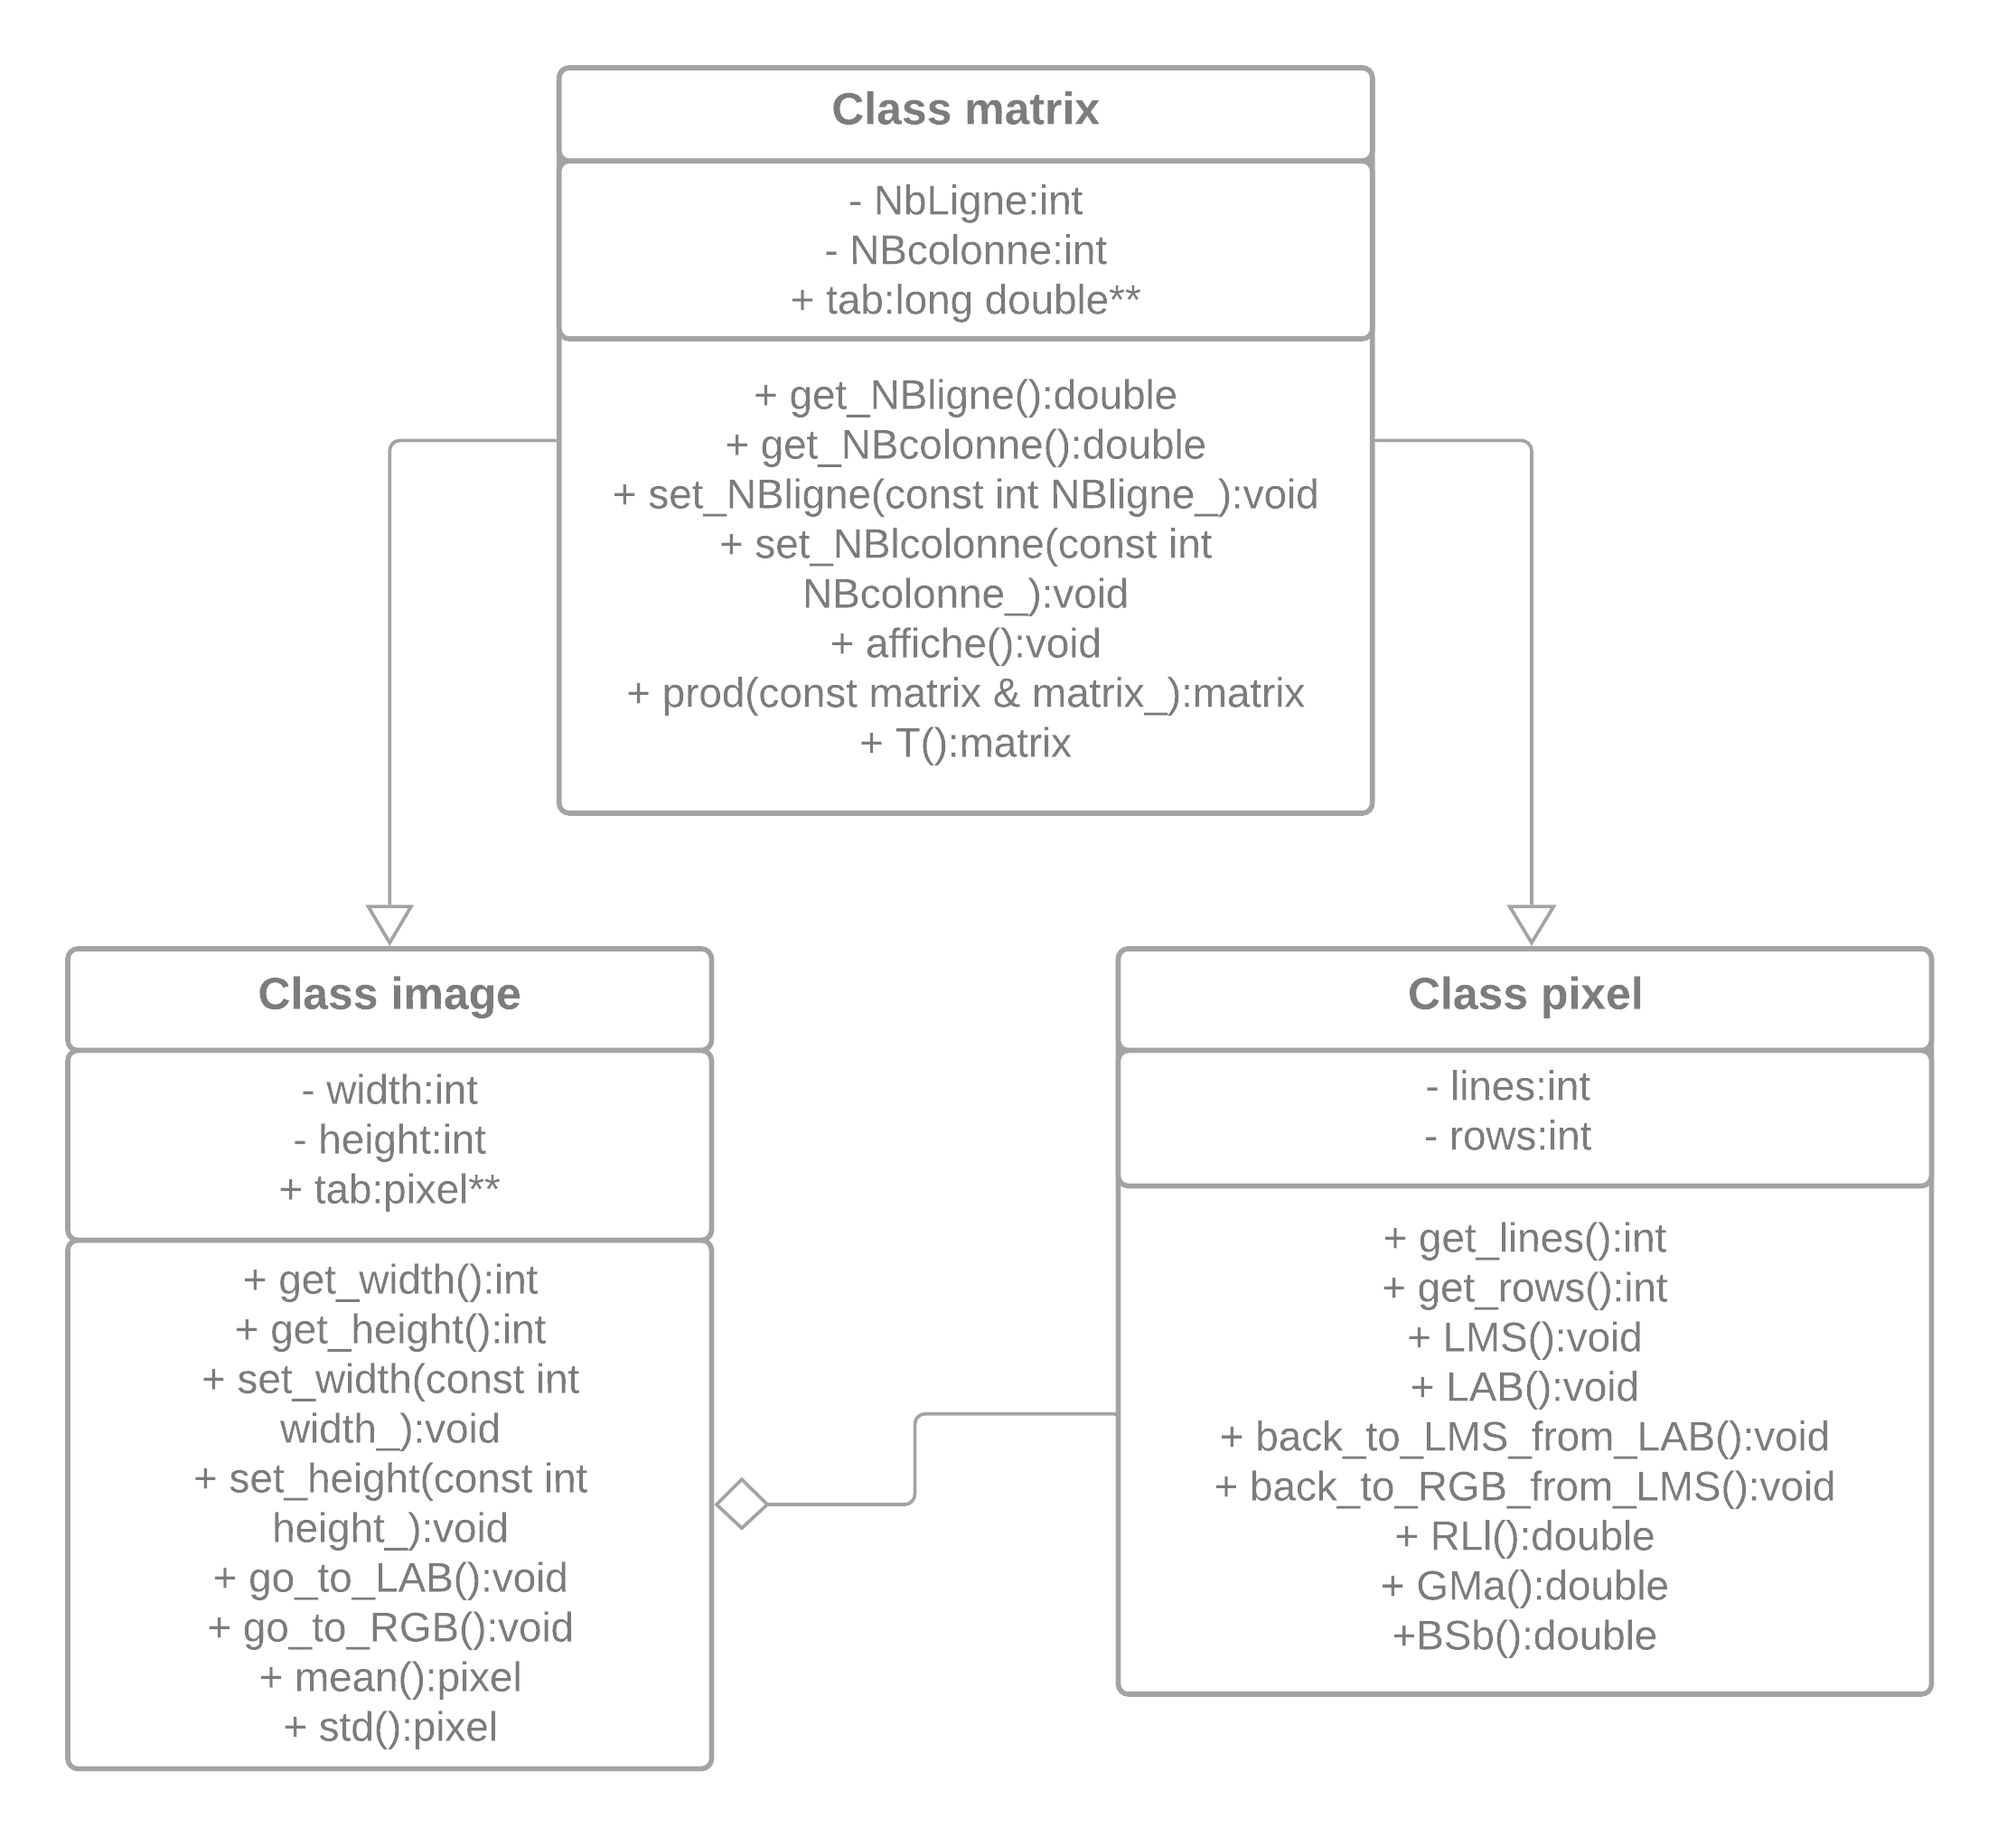 Class matrix
- NbLigne:int
- NBcolonne:int
+ tab:long double**
+ get_NBligne():double
+ get_NBcolonne():double
+ set_NBligne(const int NBligne_):void
+ set_NBlcolonne(const int
NBcolonne_):void
+ affiche():void
+ prod(const matrix & matrix_):matrix
+ T():matrix
Class image
- width:int
- height:int
+ tab:pixel**
+ get_width():int
+ get_height():int
+ set_width(const int
width_):void
+ set_height(const int
height_):void
+ go_to_LAB():void
+ go_to_RGB():void
+ mean():pixel
+ std():pixel
Class pixel
- lines:int
- rows:int
+ get_lines():int
+ get_rows():int
+ LMS():void
+ LAB():void
+ back_to_LMS_from_LAB():void
+ back_to_RGB_from_LMS():void
+ RLl():double
+ GMa():double
+BSb():double